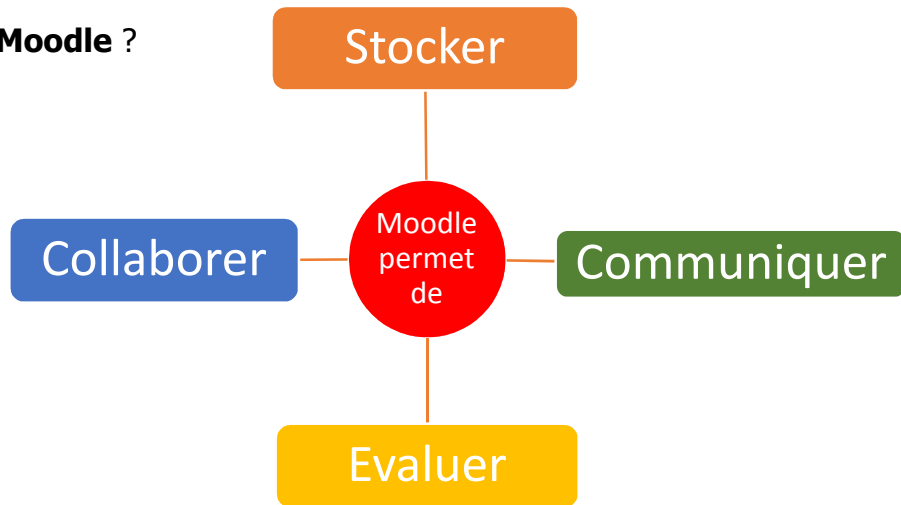 Moodle ?
Stocker
Collaborer
Moodle
permet
de
Communiquer
Evaluer